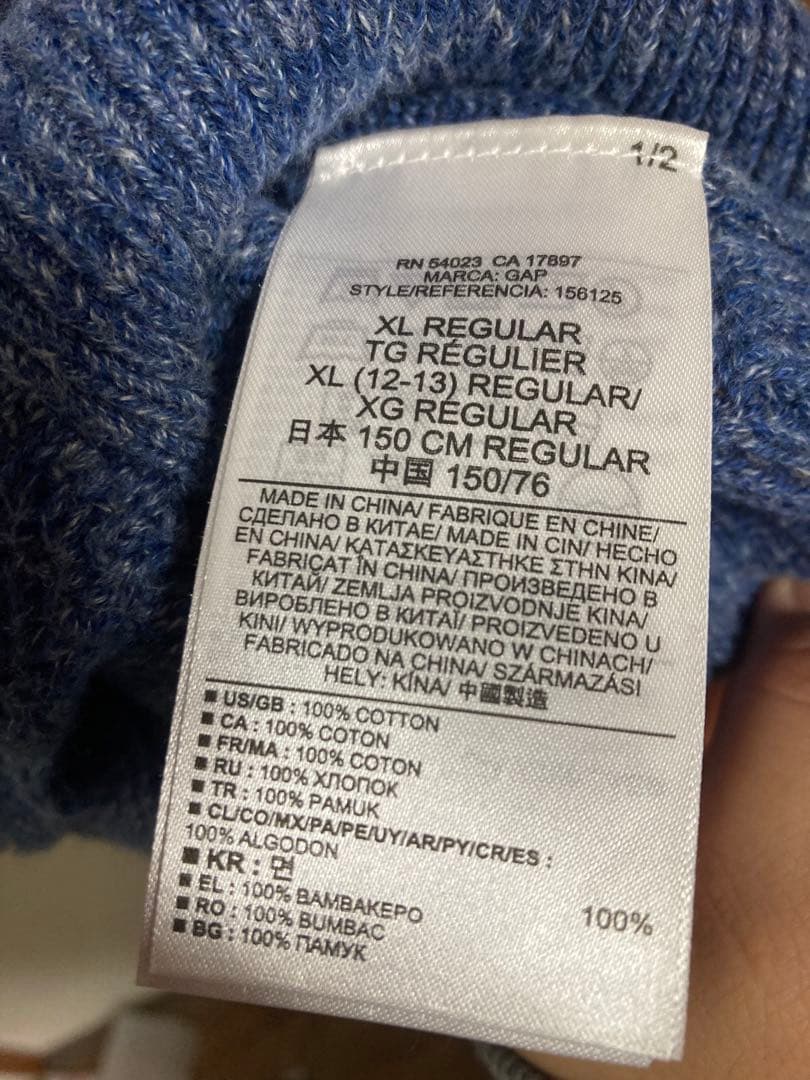 1/2
RN 54023 CA 17897
MARCA: GAP
STYLE/REFERENCIA: 156125
XL REGULAR
TG RÉGULIER
XL (12-13) REGULAR/
XG REGULAR
日本 150 CM REGULAR
中国 150/76
MADE IN CHINA/ FABRIQUE EN CHINE/
СДЕЛАНО В КИТАЕ/ MADE IN CIN/ HECHO
EN CHINA/ ΚΑΤΑΣΚΕΥΑΣΤΗΚΕ ΣΤΗΝ ΚΙΝΑ/
FABRICAT ÎN CHINA/ ПРОИЗВЕДЕНО В
КИТАЙ/ ZEMLJA PROIZVODNJE KINA/
ВИРОБЛЕНО В КИТАЇ/ PROIZVEDENO U
KINI/ WYPRODUKOWANO W CHINACH/
FABRICADO NA CHINA/ SZÁRMAZÁSI
HELY: KÍNA/ 中國製造
■ US/GB : 100% COTTON
■ CA : 100% COTON
■ FR/MA : 100% COTON
■ RU : 100% ХЛОПОК
■ TR : 100% PAMUK
■ CL/CO/MX/PA/PE/UY/AR/PY/CR/ES :
100% ALGODON
■ KR : 면 100%
■ EL : 100% ΒΑΜΒΑΚΕΡΟ
■ RO : 100% BUMBAC
■ BG : 100% ПАМУК